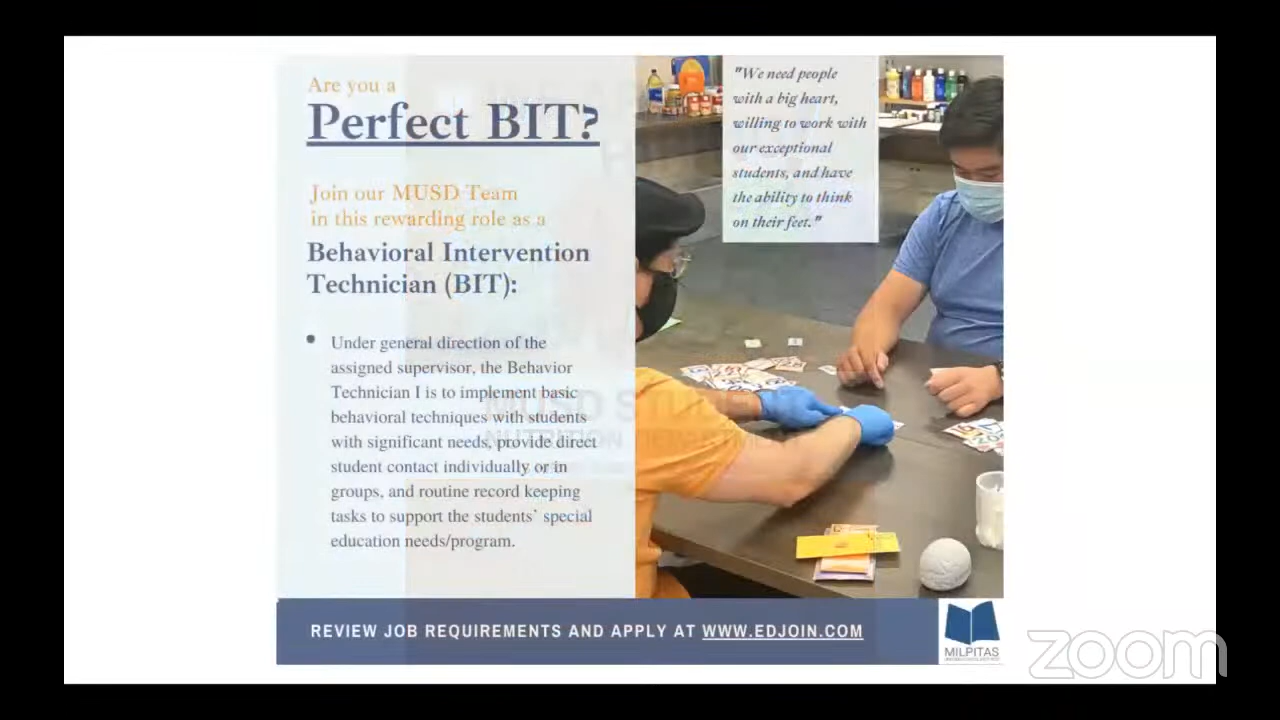 Are you a
Perfect BIT?
Join our MUSD Team
in this rewarding role as a
Behavioral Intervention
Technician (BIT):
• Under general direction of the
assigned supervisor, the Behavior
Technician I is to implement basic
behavioral techniques with students
with significant needs, provide direct
student contact individually or in
groups, and routine record keeping
tasks to support the students' special
education needs/program.
"We need people
with a big heart,
willing to work with
our exceptional
students, and have
the ability to think
on their feet."
MUSD STUDENT
NUTRITION DEPARTMENT
REVIEW JOB REQUIREMENTS AND APPLY AT WWW.EDJOIN.COM
MILPITAS
zoom